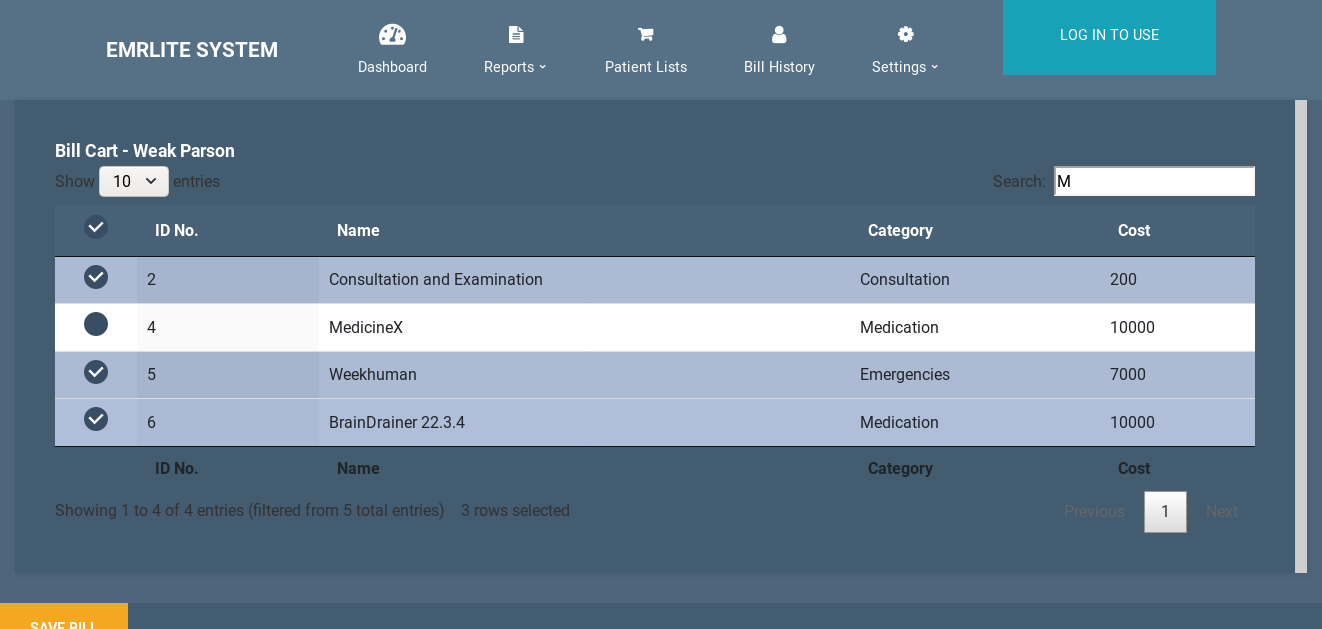 EMRLITE SYSTEM
Dashboard
Reports
Patient Lists
Bill History
Settings
LOG IN TO USE
Bill Cart - Weak Parson
Show 10 entries
Search: M
ID No. Name Category Cost
2 Consultation and Examination Consultation 200
4 MedicineX Medication 10000
5 Weekhuman Emergencies 7000
6 BrainDrainer 22.3.4 Medication 10000
ID No. Name Category Cost
Showing 1 to 4 of 4 entries (filtered from 5 total entries) 3 rows selected
Previous 1 Next
SAVE BILL